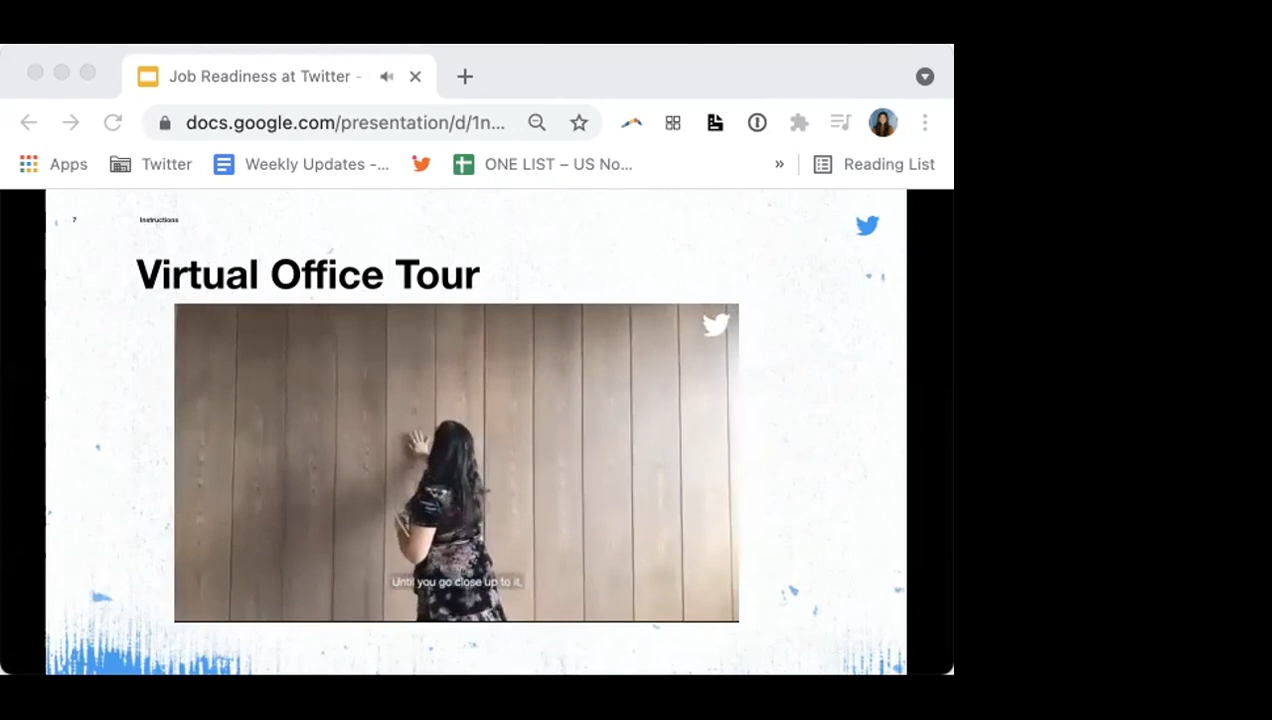 Job Readiness at Twitter -
docs.google.com/presentation/d/1n...
Apps
Twitter
Weekly Updates -...
ONE LIST – US No...
»
Reading List
7
Instructions
Virtual Office Tour
Until you go close up to it,